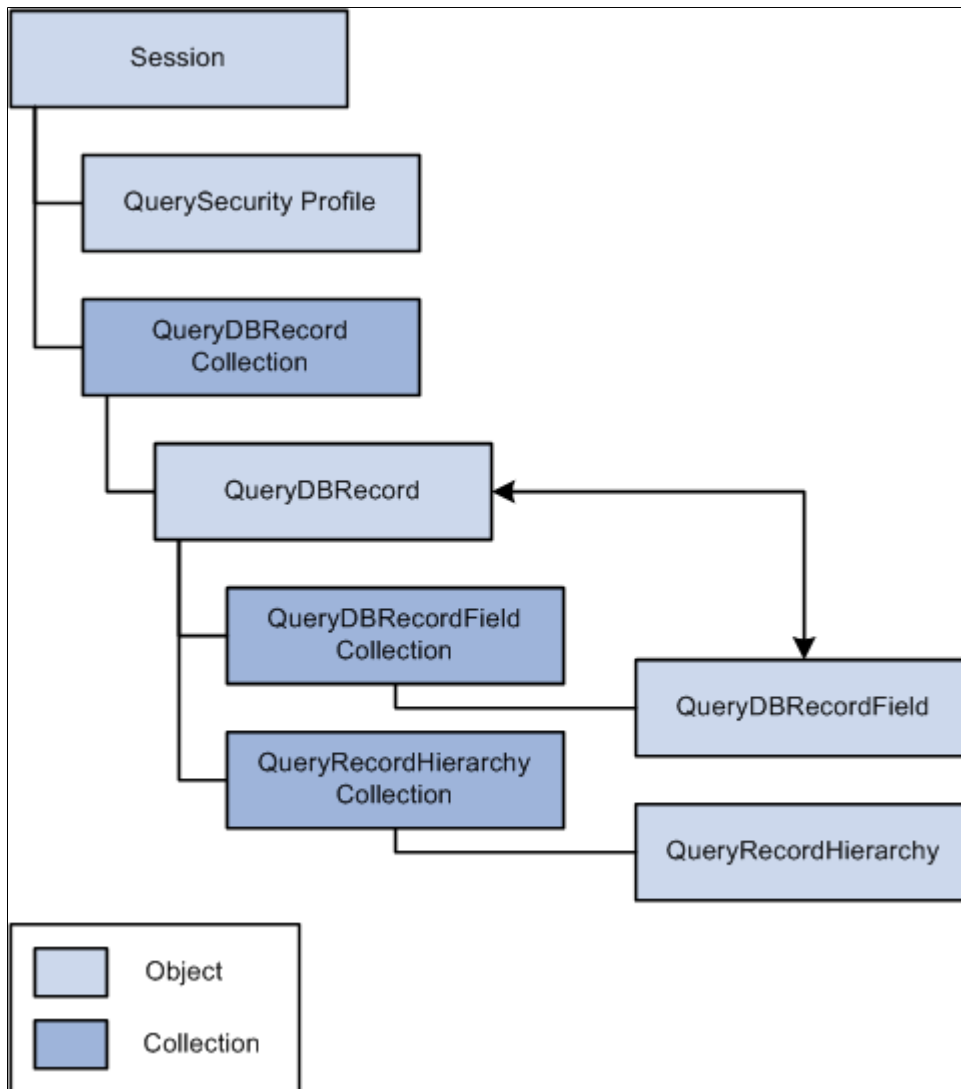 Session
QuerySecurity Profile
QueryDBRecord
Collection
QueryDBRecord
QueryDBRecordField
Collection
QueryDBRecordField
QueryRecordHierarchy
Collection
QueryRecordHierarchy
Object
Collection